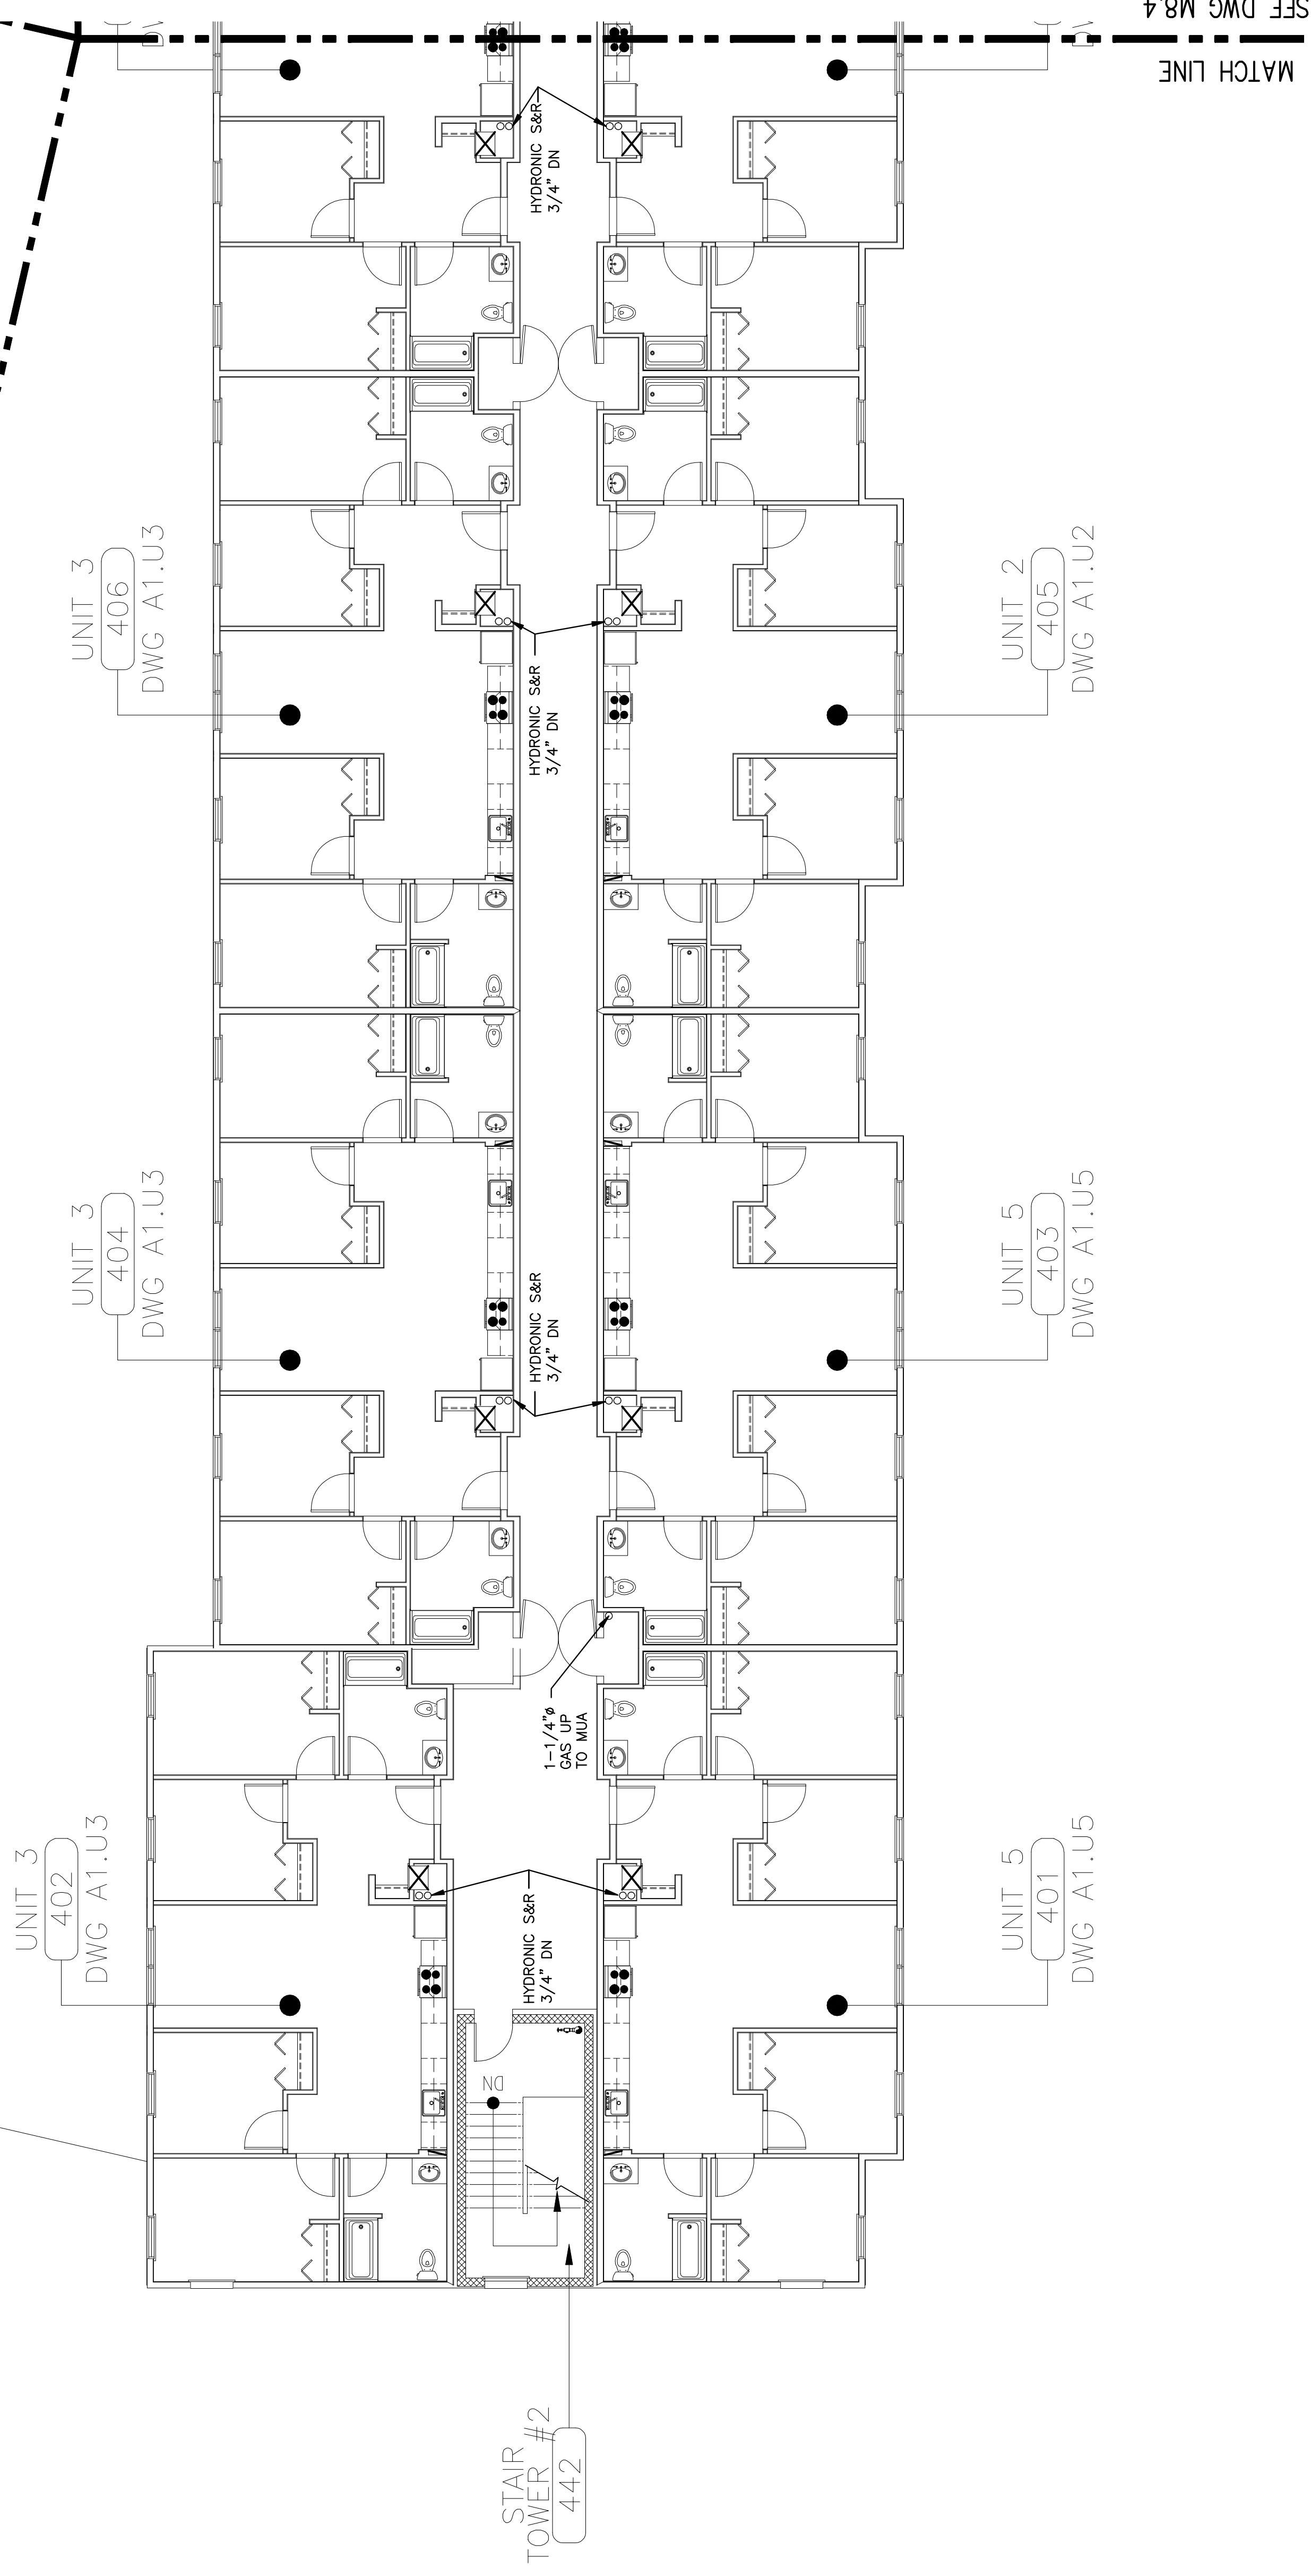 SEE DWG M8.4
MATCH LINE
HYDRONIC S&R
3/4" DN
UNIT 3
406
DWG A1.U3
UNIT 2
405
DWG A1.U2
HYDRONIC S&R
3/4" DN
UNIT 3
404
DWG A1.U3
UNIT 5
403
DWG A1.U5
HYDRONIC S&R
3/4" DN
1-1/4"ø
GAS UP
TO MUA
UNIT 3
402
DWG A1.U3
UNIT 5
401
DWG A1.U5
HYDRONIC S&R
3/4" DN
DN
STAIR
TOWER #2
442